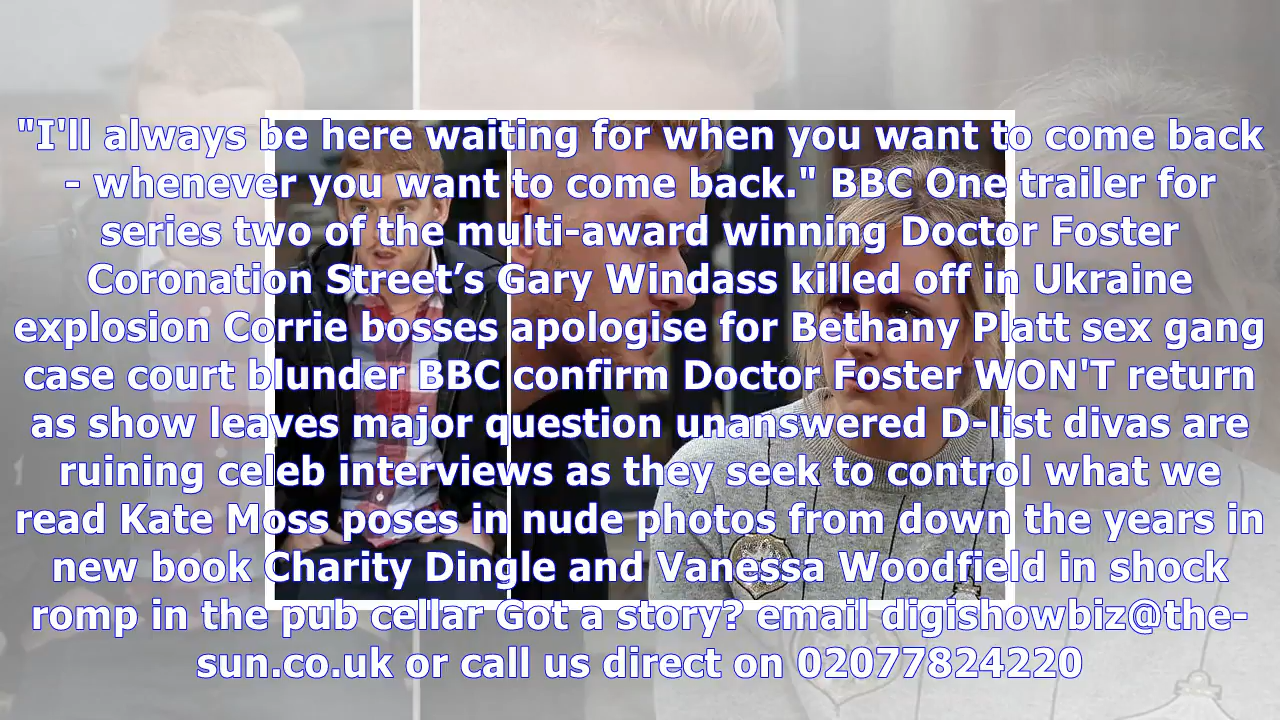 "I'll always be here waiting for when you want to come back
- whenever you want to come back." BBC One trailer for
series two of the multi-award winning Doctor Foster
Coronation Street’s Gary Windass killed off in Ukraine
explosion Corrie bosses apologise for Bethany Platt sex gang
case court blunder BBC confirm Doctor Foster WON'T return
as show leaves major question unanswered D-list divas are
ruining celeb interviews as they seek to control what we
read Kate Moss poses in nude photos from down the years in
new book Charity Dingle and Vanessa Woodfield in shock
romp in the pub cellar Got a story? email digishowbiz@the-
sun.co.uk or call us direct on 02077824220